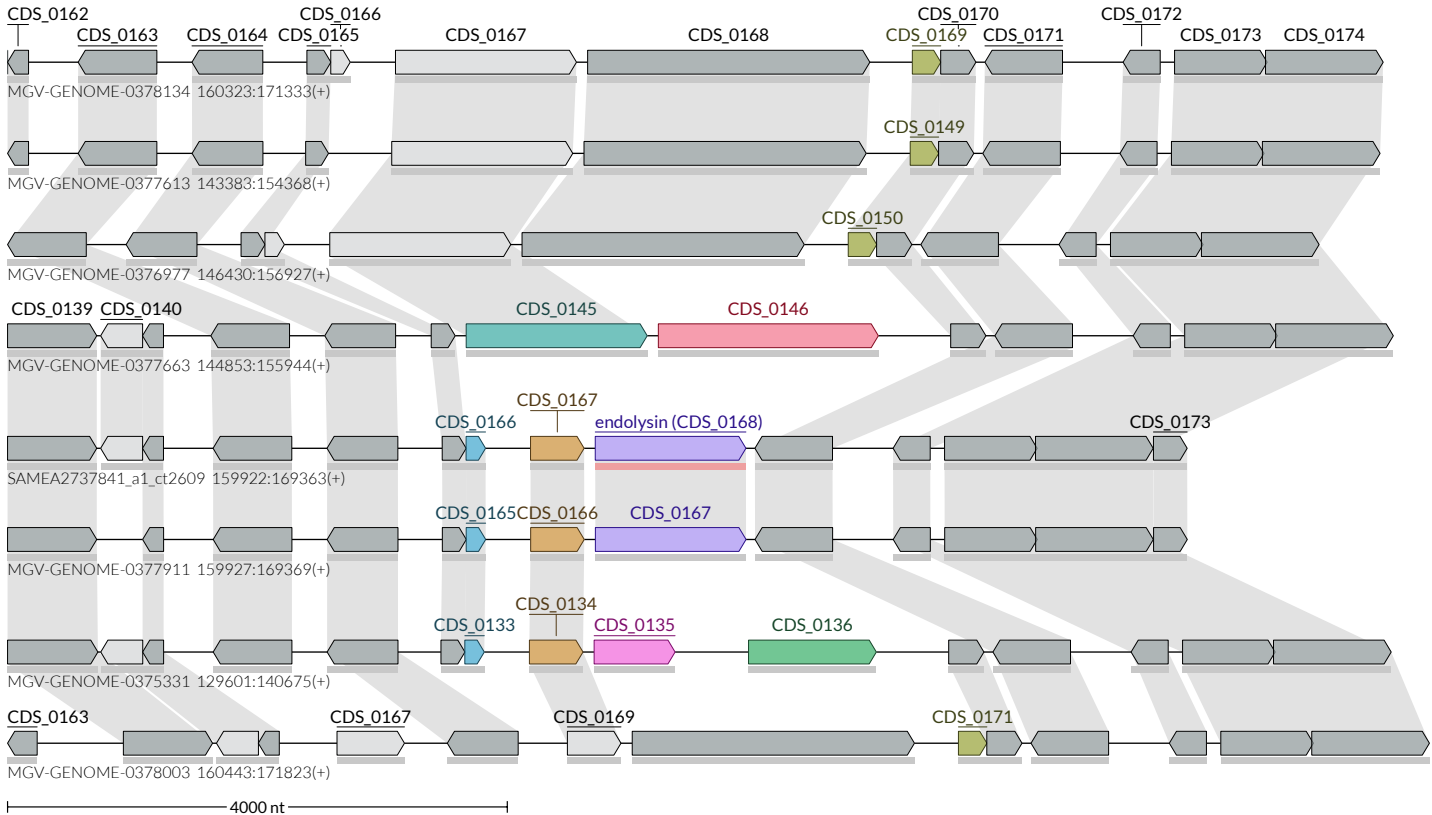 CDS_0162 CDS_0166 CDS_0170 CDS_0172
CDS_0163 CDS_0164 CDS_0165 CDS_0167 CDS_0168 CDS_0169 CDS_0171 CDS_0173 CDS_0174
MGV-GENOME-0378134 160323:171333(+)
CDS_0149
MGV-GENOME-0377613 143383:154368(+)
CDS_0150
MGV-GENOME-0376977 146430:156927(+)
CDS_0139 CDS_0140 CDS_0145 CDS_0146
MGV-GENOME-0377663 144853:155944(+)
CDS_0167
CDS_0166 endolysin (CDS_0168) CDS_0173
SAMEA2737841_a1_ct2609 159922:169363(+)
CDS_0165 CDS_0166 CDS_0167
MGV-GENOME-0377911 159927:169369(+)
CDS_0134
CDS_0133 CDS_0135 CDS_0136
MGV-GENOME-0375331 129601:140675(+)
CDS_0163 CDS_0167 CDS_0169 CDS_0171
MGV-GENOME-0378003 160443:171823(+)
4000 nt